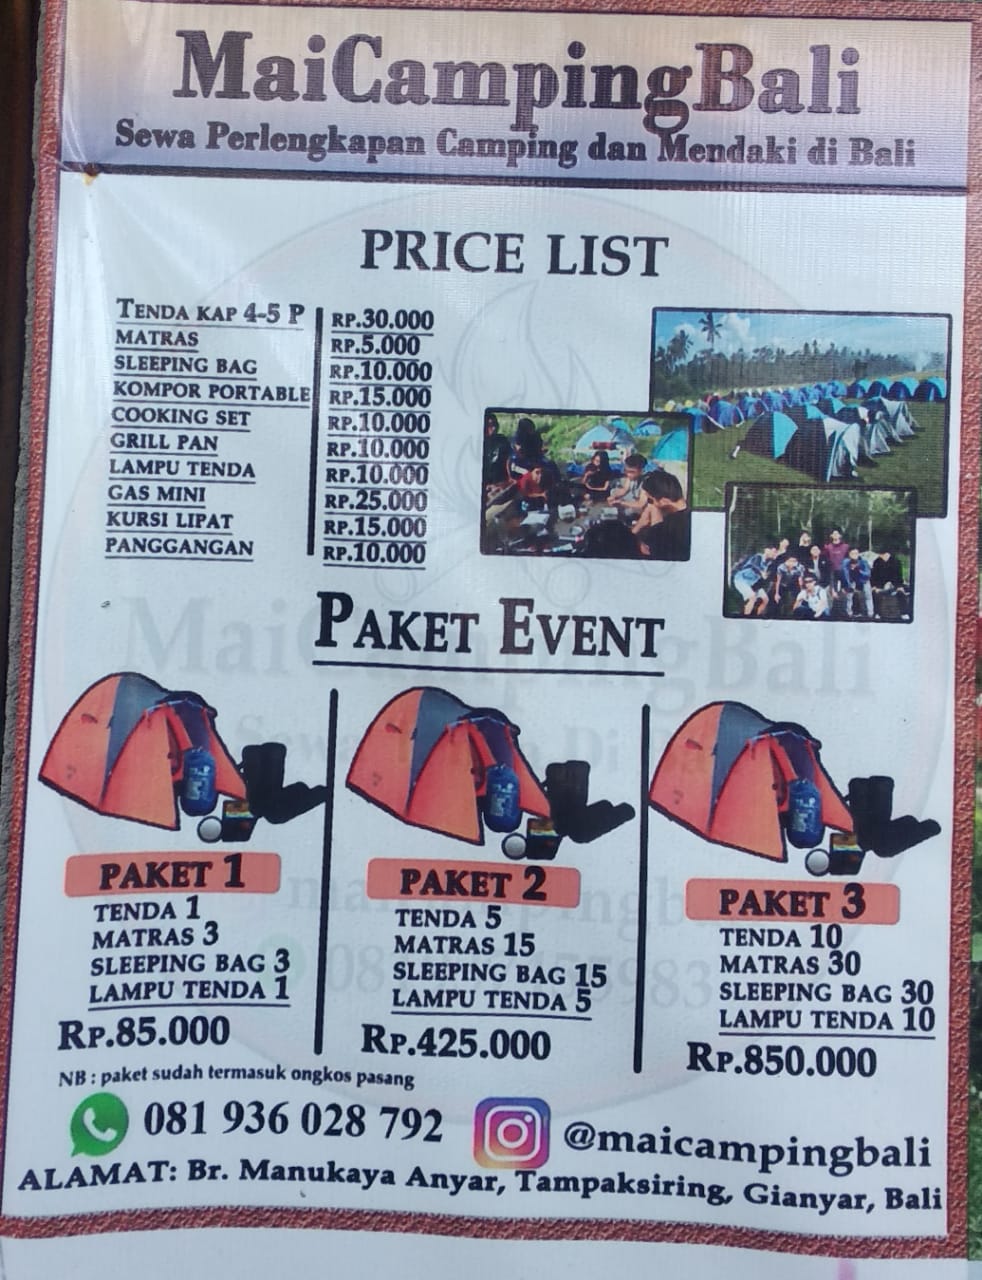 MaiCampingBali
Sewa Perlengkapan Camping dan Mendaki di Bali
PRICE LIST
TENDA KAP 4-5 P RP.30.000
MATRAS RP.5.000
SLEEPING BAG RP.10.000
KOMPOR PORTABLE RP.15.000
COOKING SET RP.10.000
GRILL PAN RP.10.000
LAMPU TENDA RP.10.000
GAS MINI RP.25.000
KURSI LIPAT RP.15.000
PANGGANGAN RP.10.000
PAKET EVENT
MaiCampingBali
PAKET 1
TENDA 1
MATRAS 3
SLEEPING BAG 3
LAMPU TENDA 1
RP.85.000
PAKET 2
TENDA 5
MATRAS 15
SLEEPING BAG 15
LAMPU TENDA 5
RP.425.000
PAKET 3
TENDA 10
MATRAS 30
SLEEPING BAG 30
LAMPU TENDA 10
RP.850.000
NB : paket sudah termasuk ongkos pasang
081 936 028 792
@maicampingbali
ALAMAT: Br. Manukaya Anyar, Tampaksiring, Gianyar, Bali